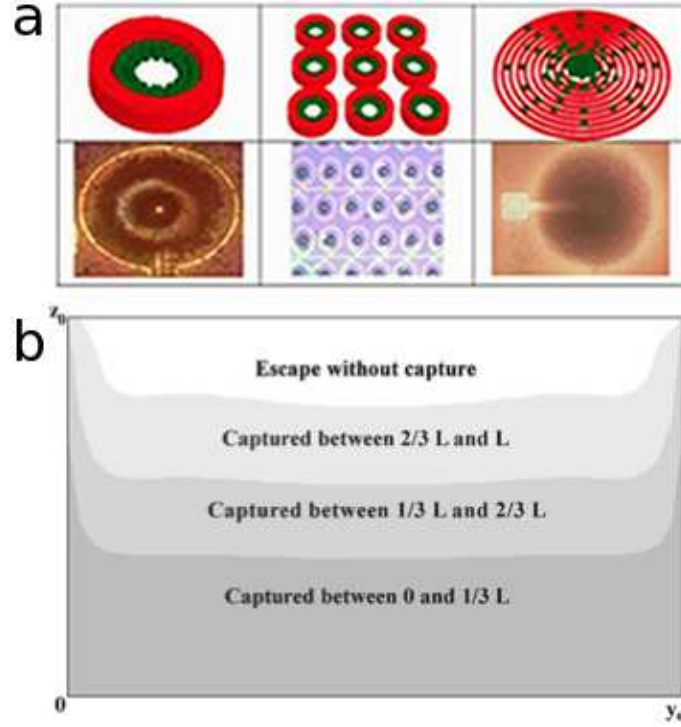 a
b
z₀
Escape without capture
Captured between 2/3 L and L
Captured between 1/3 L and 2/3 L
Captured between 0 and 1/3 L
0